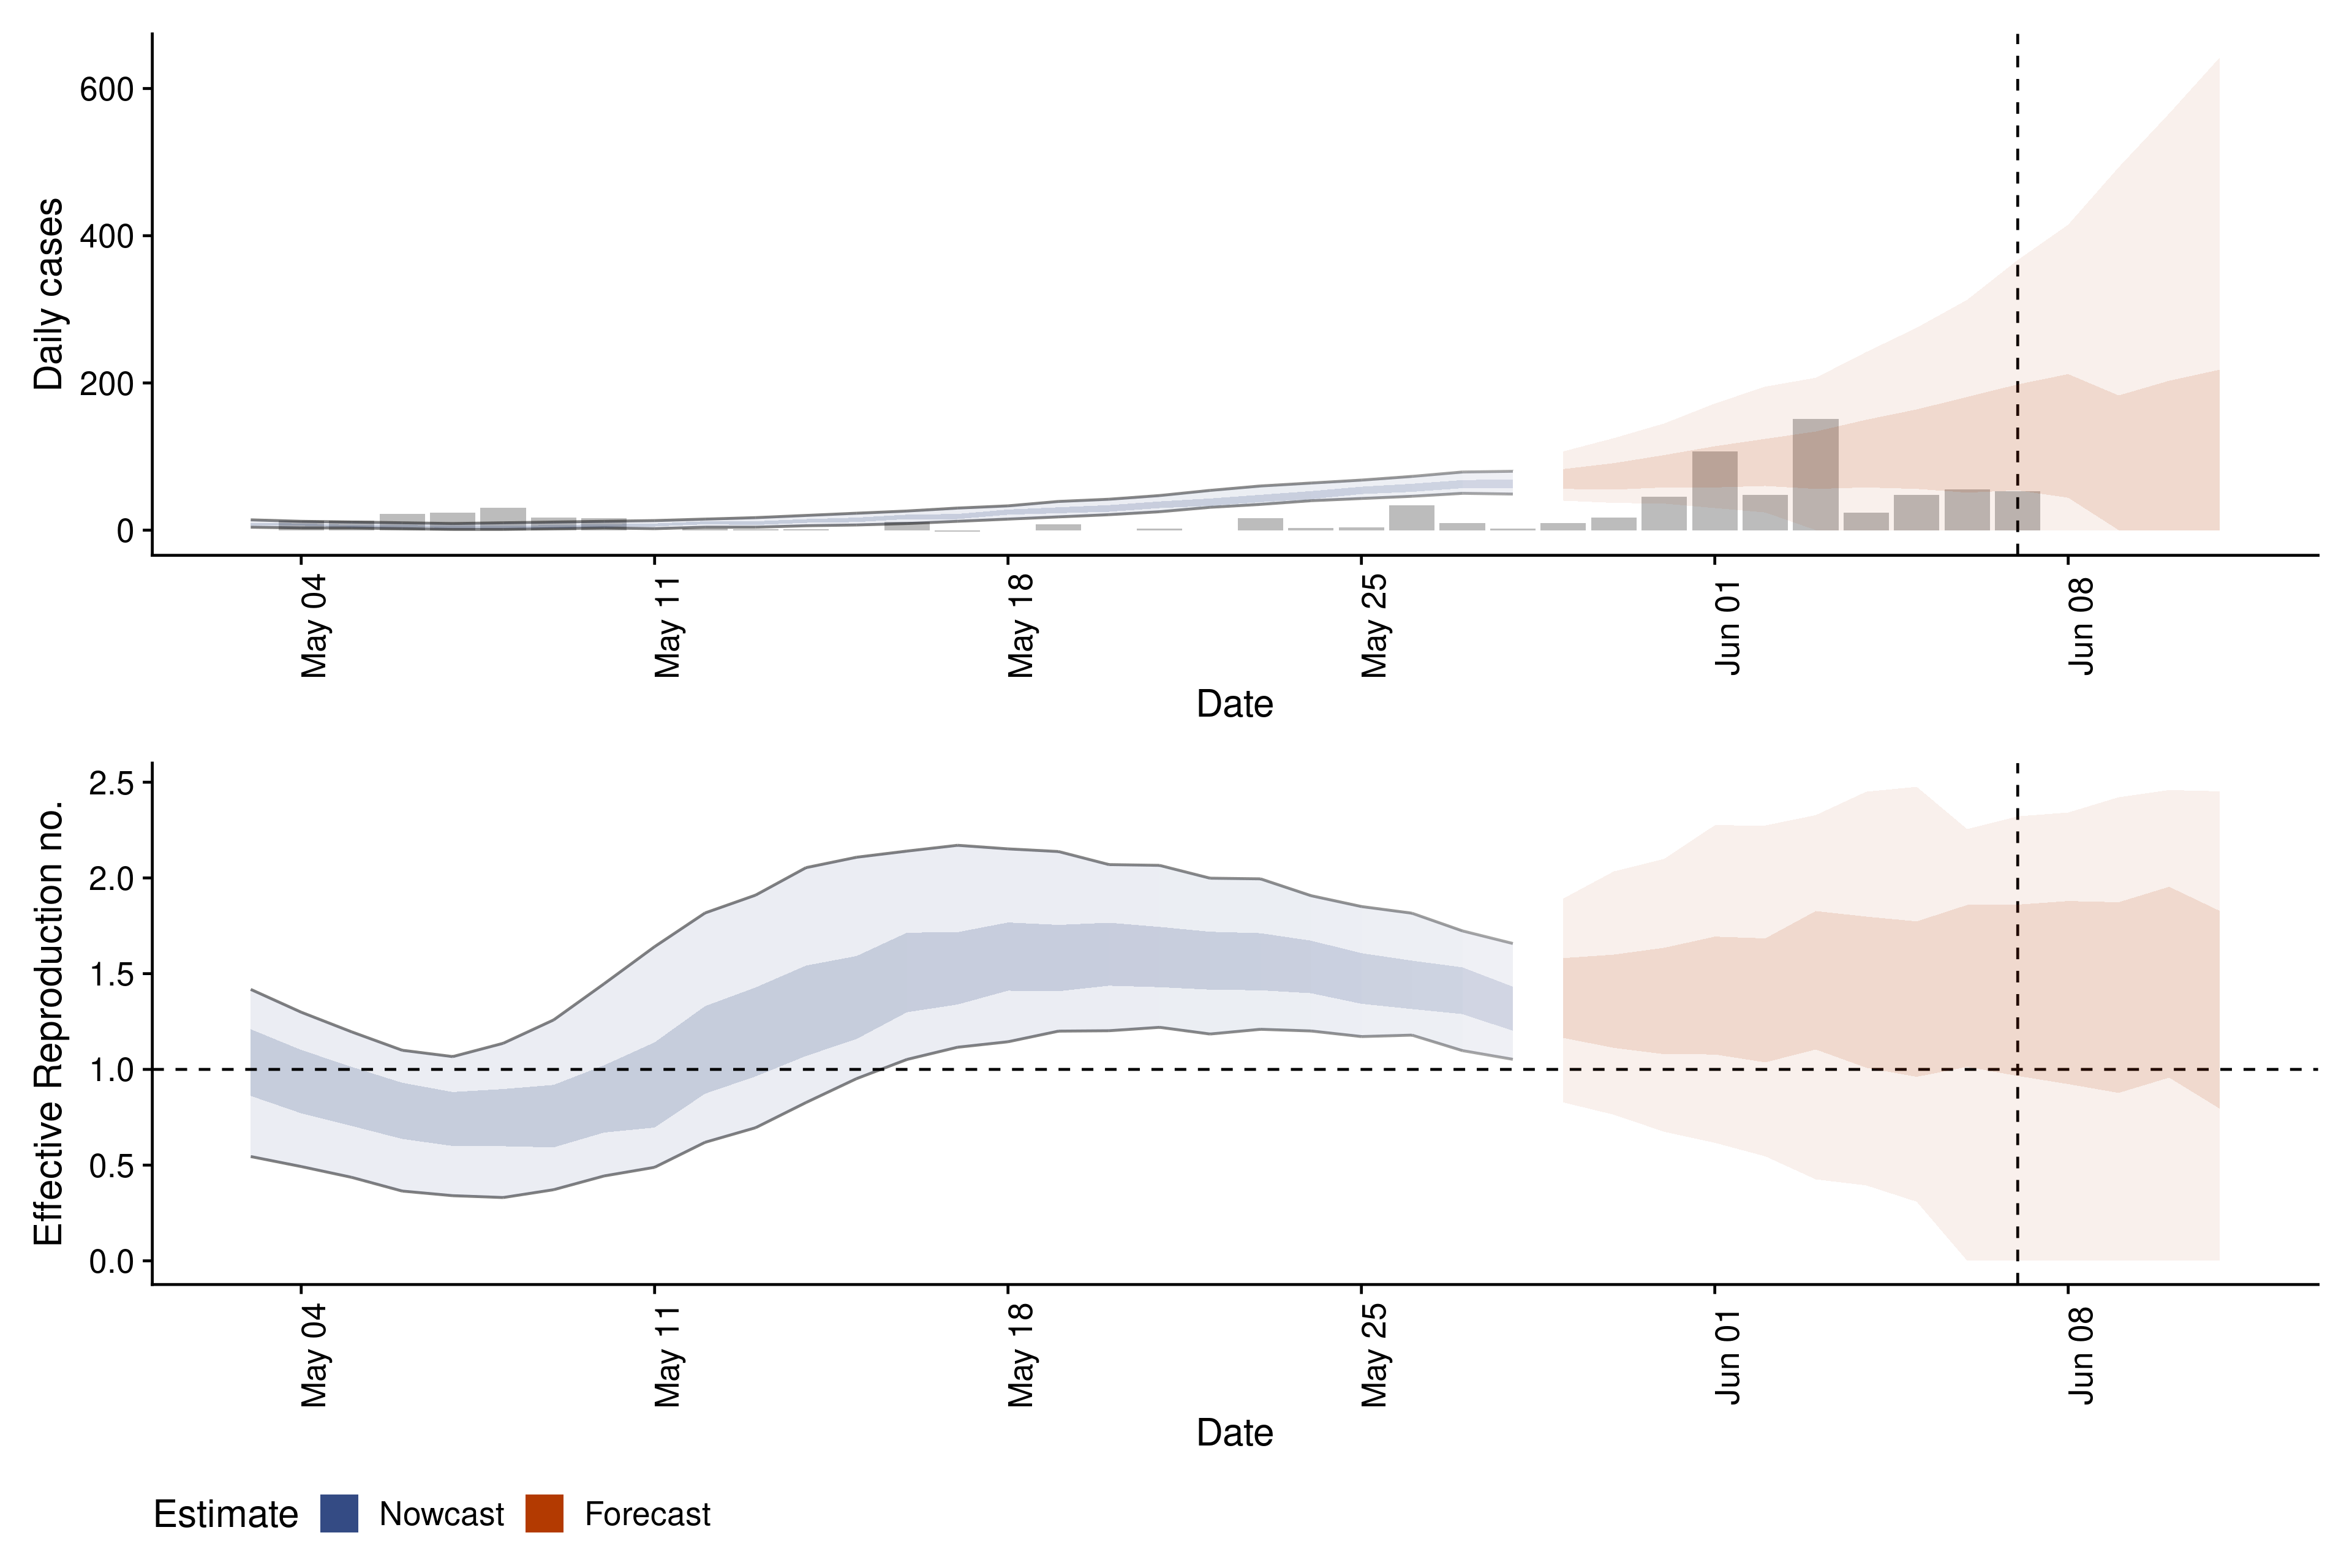 600
400
200
0
Daily cases
May 04
May 11
May 18
May 25
Jun 01
Jun 08
Date
2.5
2.0
1.5
1.0
0.5
0.0
Effective Reproduction no.
May 04
May 11
May 18
May 25
Jun 01
Jun 08
Date
Estimate Nowcast Forecast